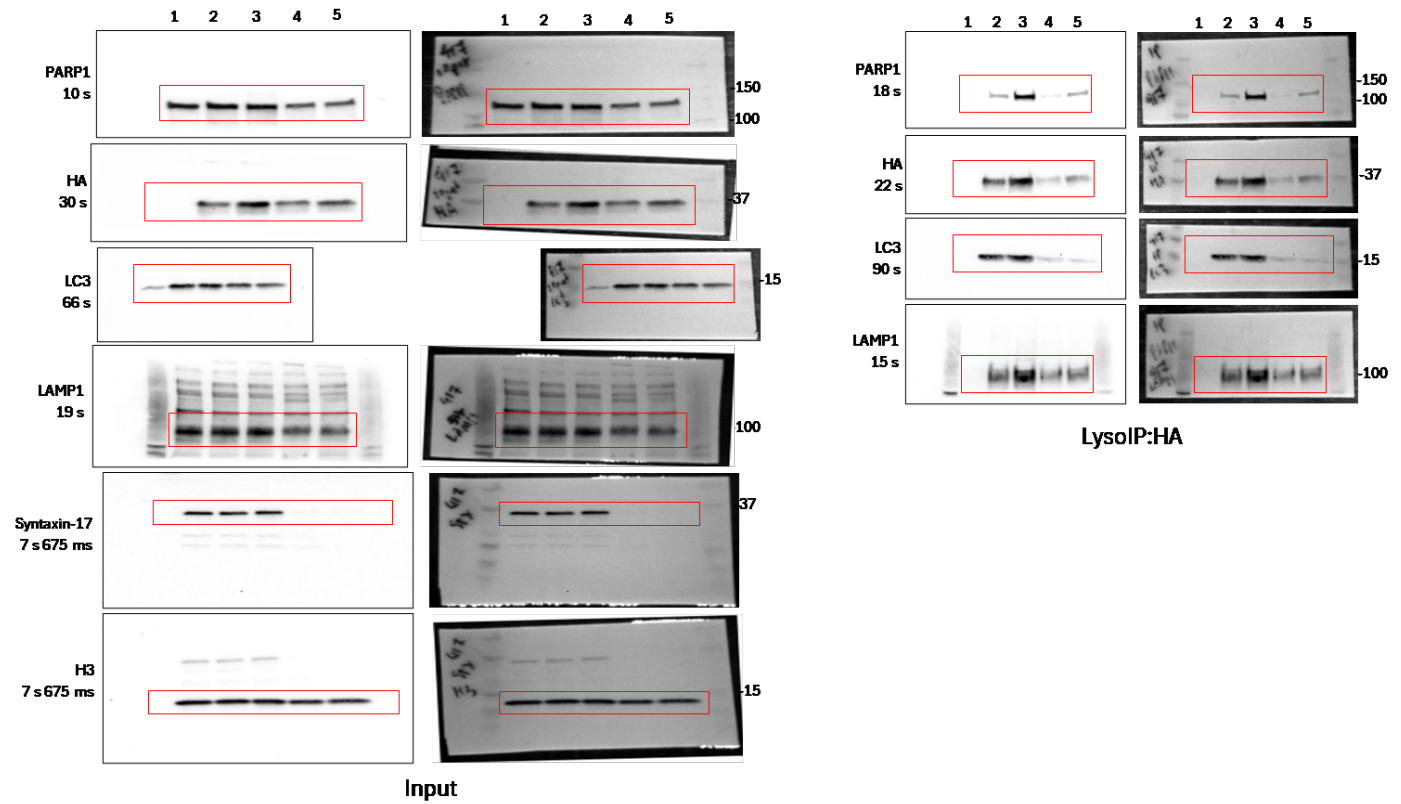 1 2 3 4 5
1 2 3 4 5
PARP1
10 s
-150
-100
HA
30 s
-37
LC3
66 s
-15
LAMP1
19 s
100
Syntaxin-17
7 s 675 ms
-37
H3
7 s 675 ms
-15
Input
1 2 3 4 5
1 2 3 4 5
PARP1
18 s
-150
-100
HA
22 s
-37
LC3
90 s
-15
LAMP1
15 s
-100
LysoIP:HA